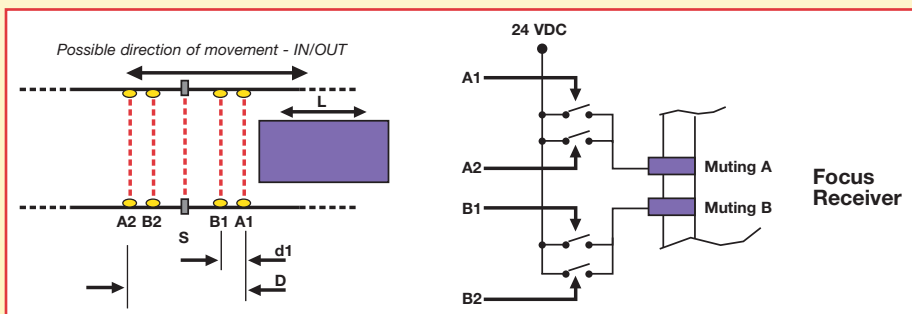 Possible direction of movement - IN/OUT
L
A2 B2 S B1 A1
d1
D
24 VDC
A1
A2
B1
B2
Muting A
Muting B
Focus
Receiver